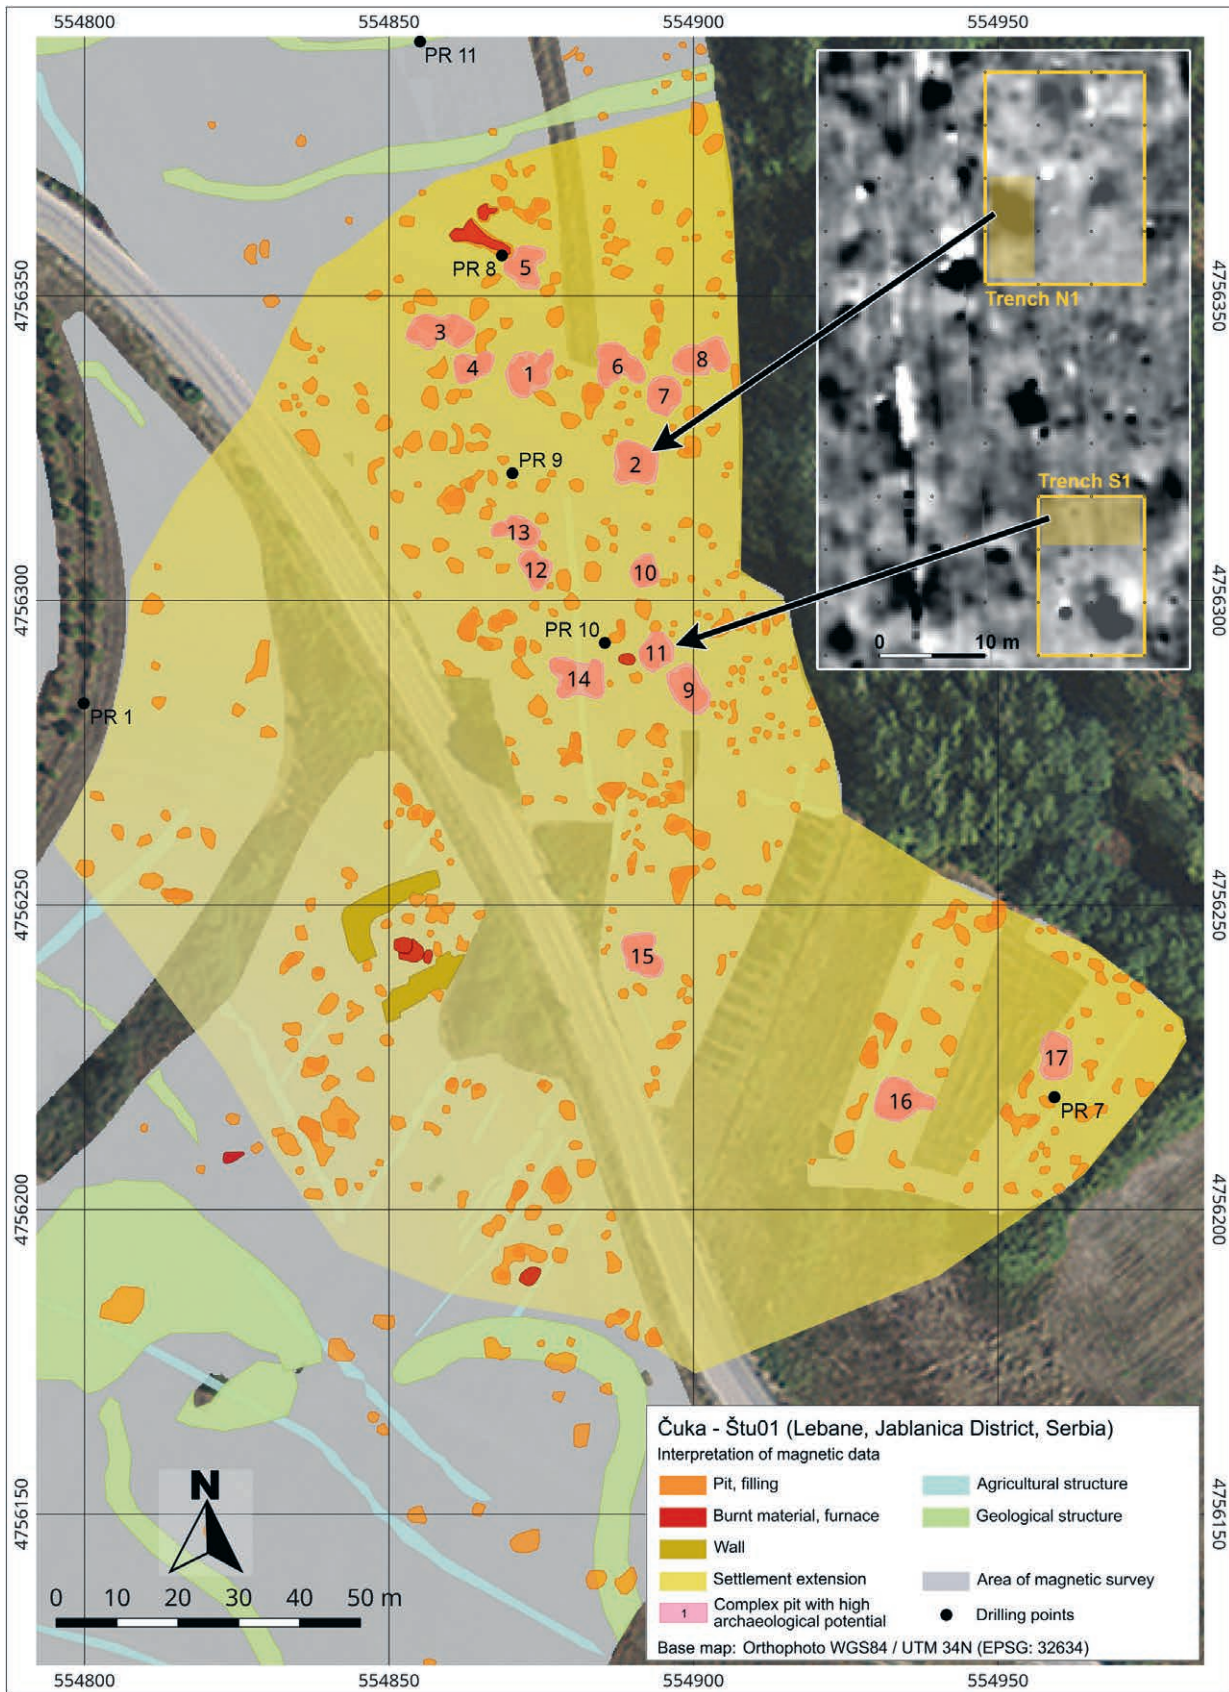 554800 554850 554900 554950
PR 11
Trench N1
PR 8
5
4756350
4756350
3
8
4
1
6
7
2
PR 9
Trench S1
13
12
10
4756300
4756300
PR 10
0 10 m
11
14
9
PR 1
4756250
4756250
15
17
16
PR 7
4756200
4756200
Čuka - Štu01 (Lebane, Jablanica District, Serbia)
Interpretation of magnetic data
Pit, filling
Burnt material, furnace
Wall
Settlement extension
1
Complex pit with high
archaeological potential
Agricultural structure
Geological structure
Area of magnetic survey
Drilling points
Base map: Orthophoto WGS84 / UTM 34N (EPSG: 32634)
N
4756150
4756150
0 10 20 30 40 50 m
554800 554850 554900 554950